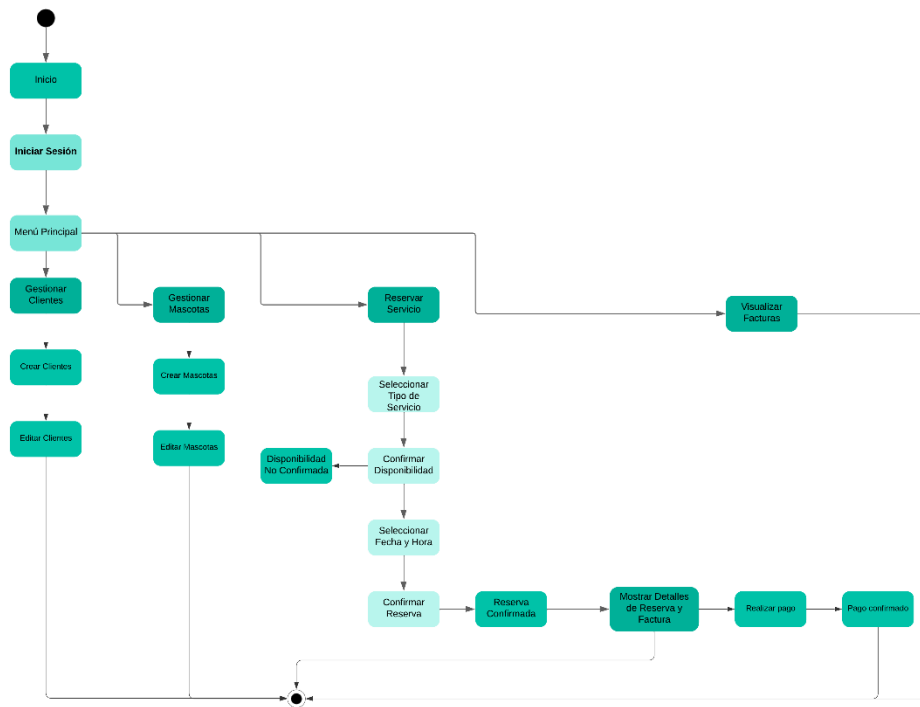 Inicio
Iniciar Sesión
Menú Principal
Gestionar
Clientes
Gestionar
Mascotas
Reservar
Servicio
Visualizar
Facturas
Crear Clientes
Crear Mascotas
Seleccionar
Tipo de
Servicio
Editar Clientes
Editar Mascotas
Disponibilidad
No Confirmada
Confirmar
Disponibilidad
Seleccionar
Fecha y Hora
Confirmar
Reserva
Reserva
Confirmada
Mostrar Detalles
de Reserva y
Factura
Realizar pago
Pago confirmado